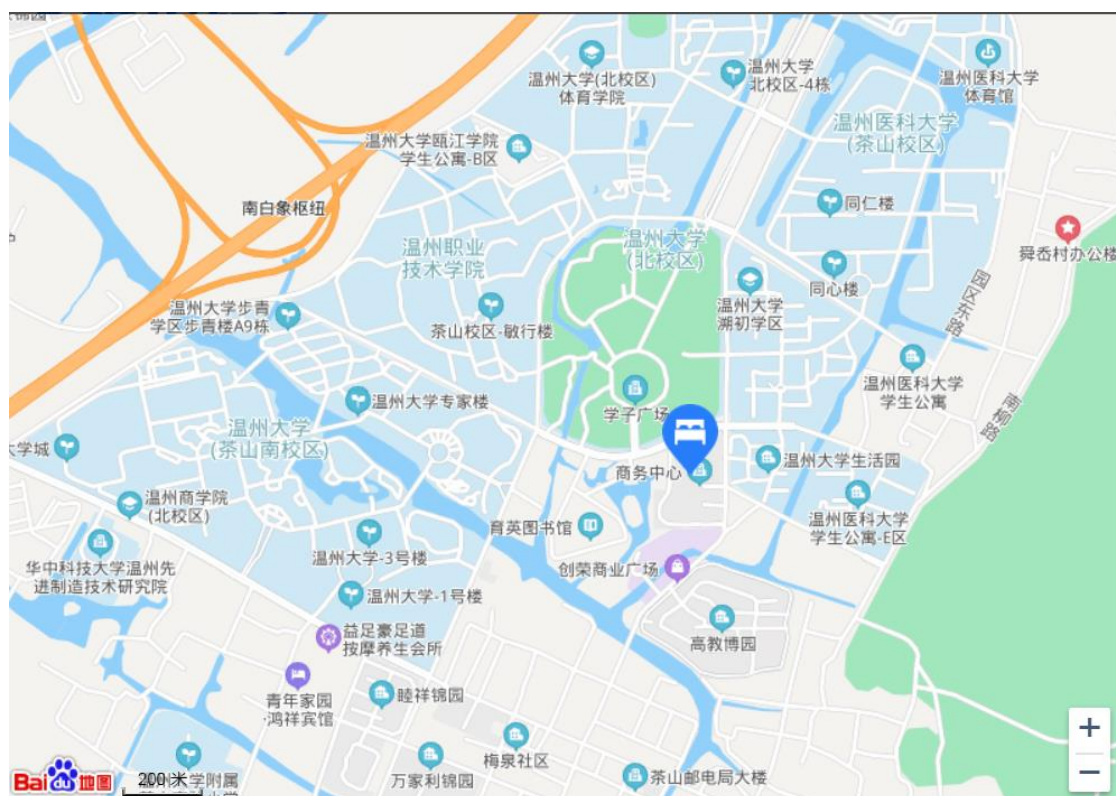 锦园
温州大学(北校区)
体育学院
温州大学
北校区-4栋
温州医科大学
体育馆
温州医科大学
(茶山校区)
温州大学瓯江学院
学生公寓-B区
南白象枢纽
同仁楼
舜岙村办公楼
温州职业
技术学院
温州大学
(北校区)
园区东路
同心楼
温州大学
溯初学区
温州大学步青
学区步青楼A9栋
茶山校区-敏行楼
温州医科大学
学生公寓
南柳路
温州大学专家楼
学子广场
温州大学
(茶山南校区)
大学城
商务中心
温州大学生活园
温州商学院
(北校区)
育英图书馆
温州医科大学
学生公寓-E区
华中科技大学温州先
进制造技术研究院
温州大学-3号楼
创荣商业广场
温州大学-1号楼
益足豪足道
按摩养生会所
高教博园
青年家园
·鸿祥宾馆
睦祥锦园
梅泉社区
万家利锦园
茶山邮电局大楼
温州大学附属
Bai du 地图
200 米
+
−